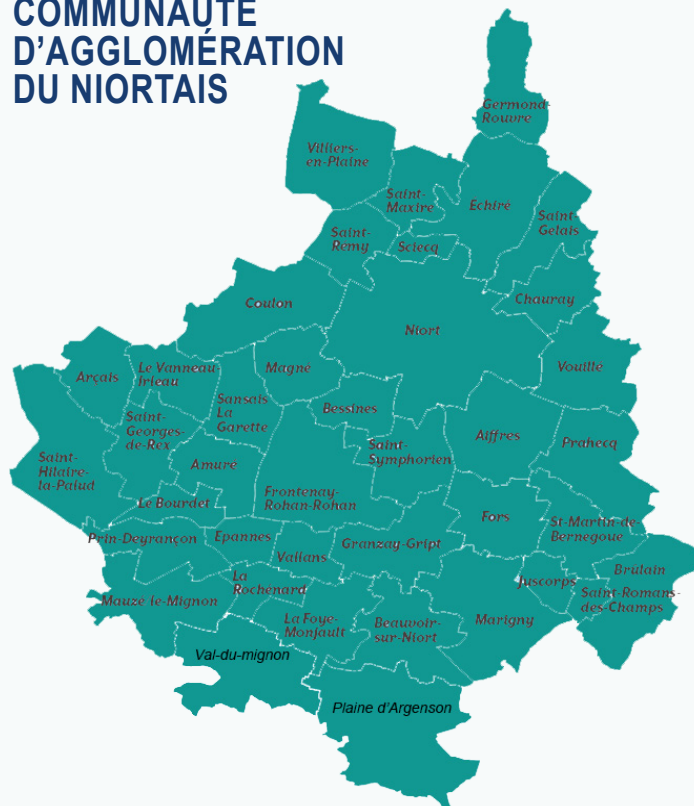 COMMUNAUTÉ
D'AGGLOMÉRATION
DU NIORTAIS
Germond-
Rouvre
Villiers-
en-Plaine
Saint-
Maxire
Echiré
Saint-
Gelais
Saint-
Rémy
Sciecq
Chauray
Coulon
Niort
Vouillé
Arçais
Le Vanneau-
Irleau
Magné
Sansais
La
Garette
Bessines
Saint-
Georges-
de-Rex
Aiffres
Prahecq
Saint-
Symphorien
Saint-
Hilaire-
la-Palud
Amuré
Le Bourdet
Frontenay-
Rohan-Rohan
Fors
St-Martin-de-
Bernegoue
Prin-Deyrançon
Epannes
Vallans
Granzay-Gript
Brulain
Juscorps
Saint-Romans-
des-Champs
La
Rochénard
Mauzé le-Mignon
La Foye-
Monjault
Beauvoir-
sur-Niort
Marigny
Val-du-mignon
Plaine d'Argenson